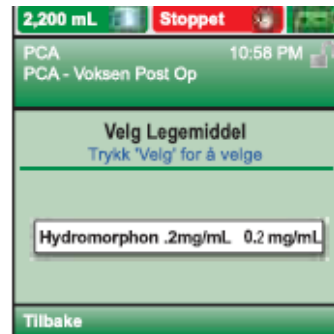 2,200 mL Stoppet
PCA 10:58 PM
PCA - Voksen Post Op
Velg Legemiddel
Trykk 'Velg' for å velge
Hydromorphon .2mg/mL 0.2 mg/mL
Tilbake